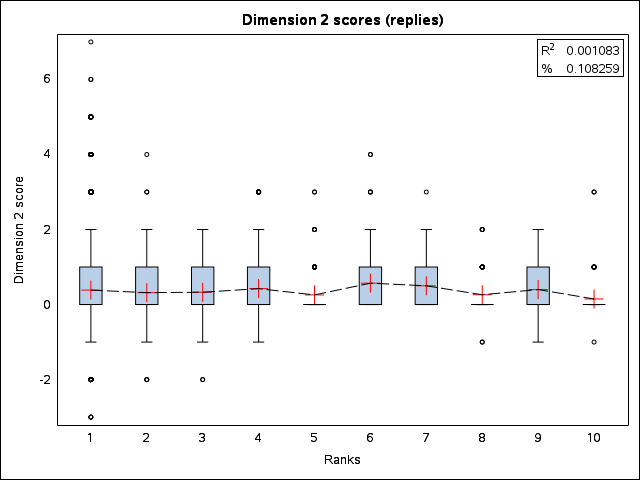 Dimension 2 scores (replies)
R² 0.001083
% 0.108259
6
4
2
0
-2
Dimension 2 score
1 2 3 4 5 6 7 8 9 10
Ranks